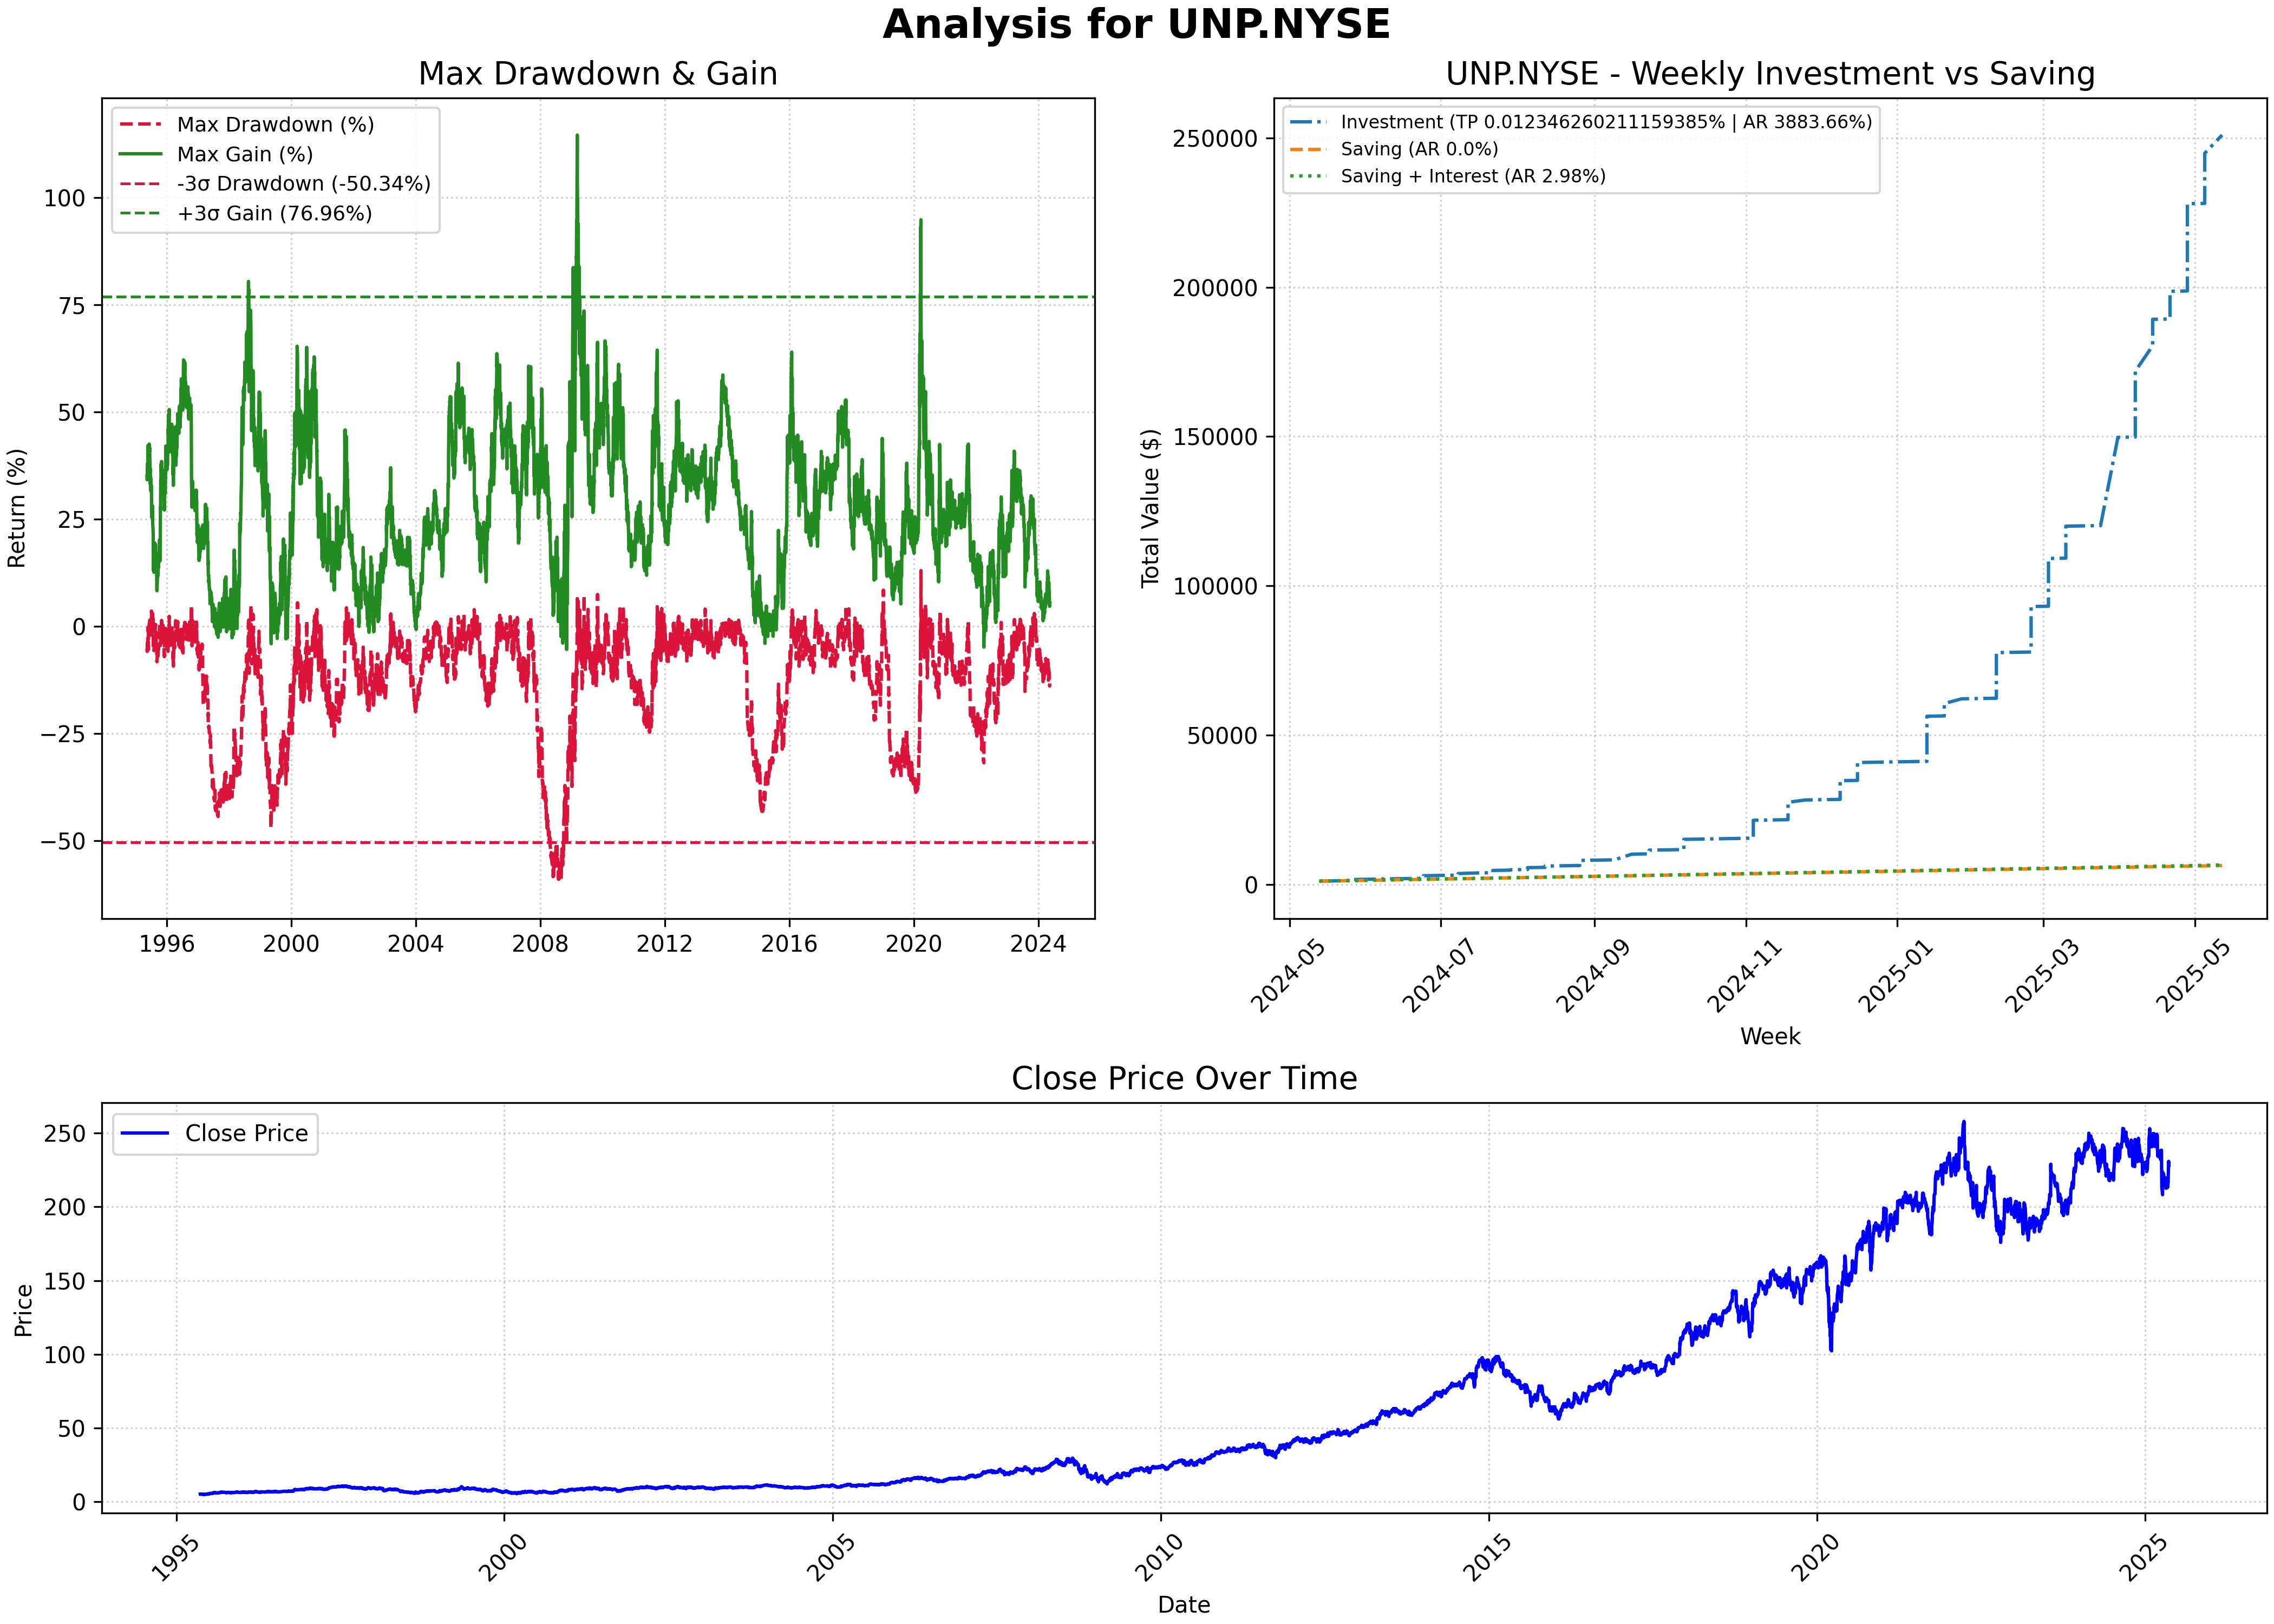 Analysis for UNP.NYSE
Max Drawdown & Gain
Max Drawdown (%)
Max Gain (%)
-3σ Drawdown (-50.34%)
+3σ Gain (76.96%)
Return (%)
100
75
50
25
0
−25
−50
1996 2000 2004 2008 2012 2016 2020 2024
UNP.NYSE - Weekly Investment vs Saving
Investment (TP 0.012346260211159385% | AR 3883.66%)
Saving (AR 0.0%)
Saving + Interest (AR 2.98%)
Total Value ($)
250000
200000
150000
100000
50000
0
2024-05 2024-07 2024-09 2024-11 2025-01 2025-03 2025-05
Week
Close Price Over Time
Close Price
Price
250
200
150
100
50
0
1995 2000 2005 2010 2015 2020 2025
Date